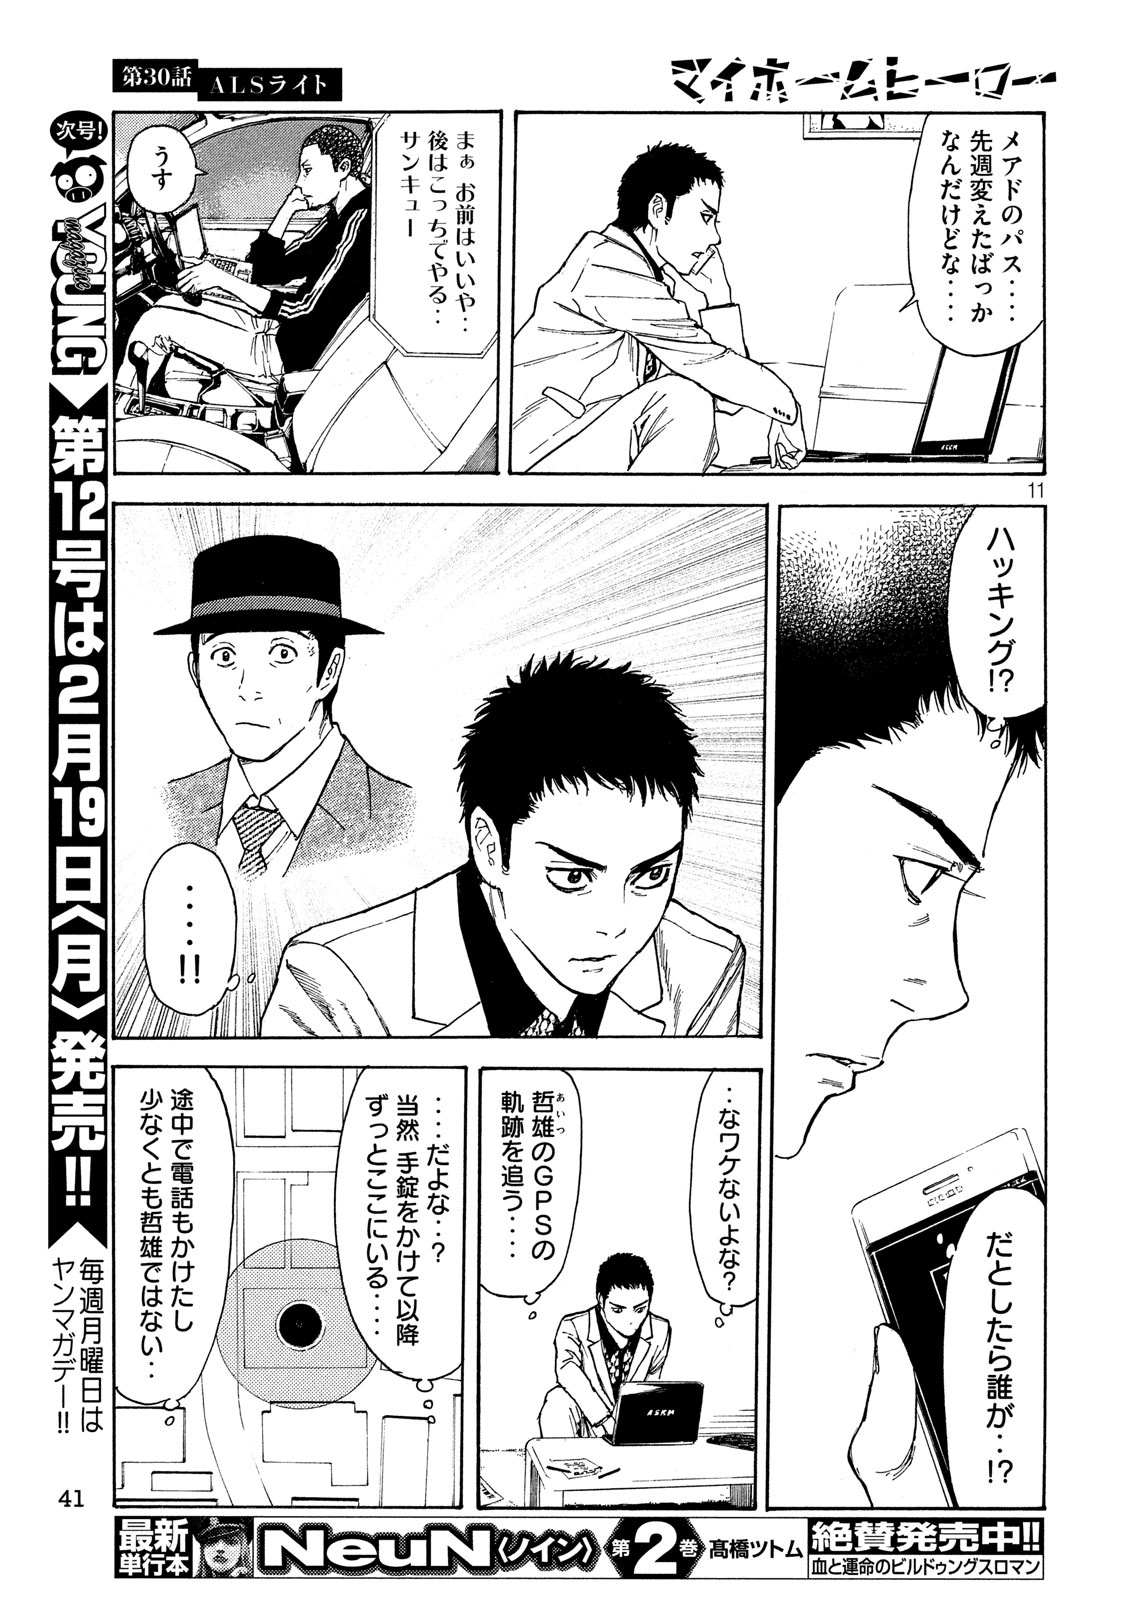 マイホームヒーロー
第30話
ALSライト
メアドのパス‥‥
先週変えたばっか
なんだけどな‥‥
ASRM
まぁ お前はいいや‥
後はこっちでやる‥
サンキュー
うす
11
ハッキング!?
だとしたら誰が‥!?
‥‥!!
‥なワケないよな?
哲雄のGPSの
あいつ
軌跡を追う‥‥
ASRM
‥‥だよな‥?
当然 手錠をかけて以降
ずっとここにいる‥‥
途中で電話もかけたし
少なくとも哲雄ではない‥
次号!
YOUNG
magazine
第12号は2月19日〈月〉発売!!
毎週月曜日は
ヤンマガデー!!
41
最新
単行本
NeuN〈ノイン〉
第2巻
髙橋ツトム
絶賛発売中!!
血と運命のビルドゥングスロマン